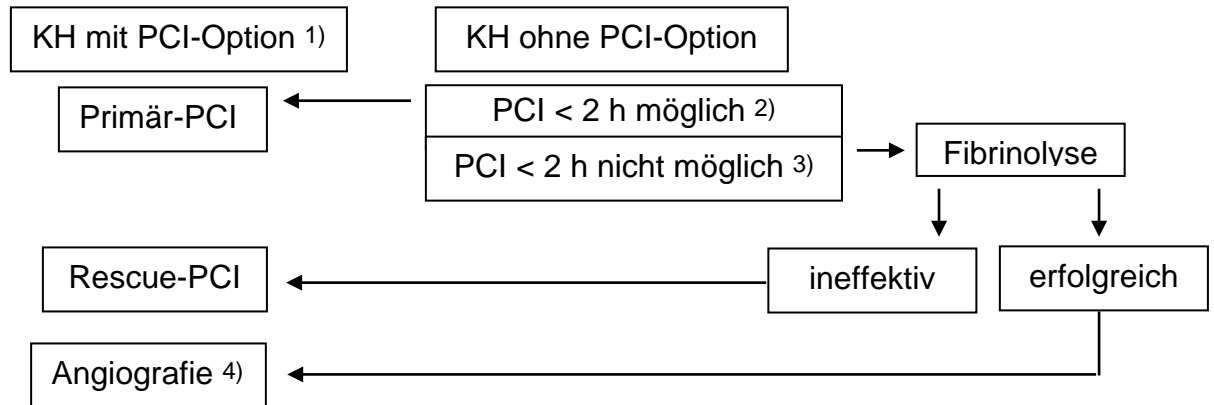 KH mit PCI-Option 1)
KH ohne PCI-Option
Primär-PCI
PCI < 2 h möglich 2)
PCI < 2 h nicht möglich 3)
Fibrinolyse
Rescue-PCI
ineffektiv
erfolgreich
Angiografie 4)